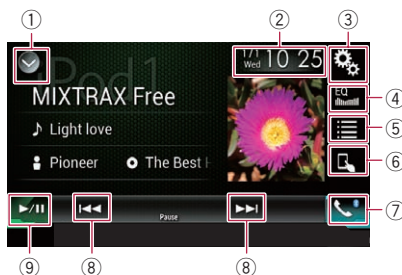 ① ② ③
iPod1
1/1 Wed 10 25
MIXTRAX Free
EQ ④
Light love
⑤
Pioneer The Best H
⑥
Pause
⑦
⑨ ⑧ ⑧